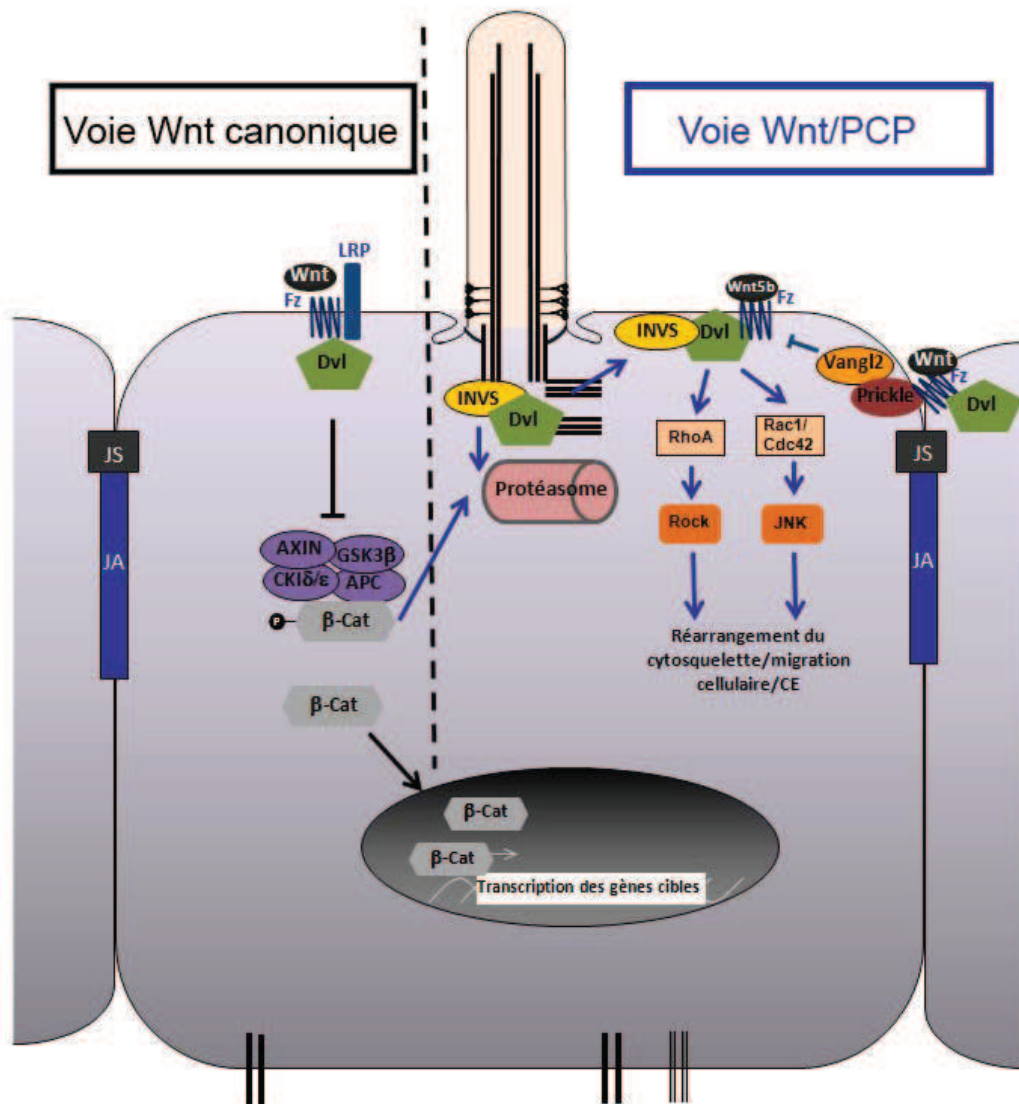 Voie Wnt canonique
Voie Wnt/PCP
LRP
Wnt
Fz
Dvl
Wnt5b
Fz
INVS
Dvl
Vangl2
Prickle
Wnt
Fz
Dvl
INVS
Dvl
RhoA
Rac1/
Cdc42
JS
JS
Protéasome
Rock
JNK
AXIN
GSK3β
CKIδ/ε
APC
JA
JA
P
β-Cat
Réarrangement du
cytosquelette/migration
cellulaire/CE
β-Cat
β-Cat
β-Cat
Transcription des gènes cibles